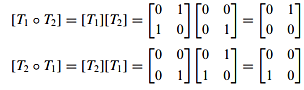 [T₁ ∘ T₂] = [T₁][T₂] = [0 1; 1 0] [0 0; 0 1] = [0 1; 0 0]
[T₂ ∘ T₁] = [T₂][T₁] = [0 0; 0 1] [0 1; 1 0] = [0 0; 1 0]